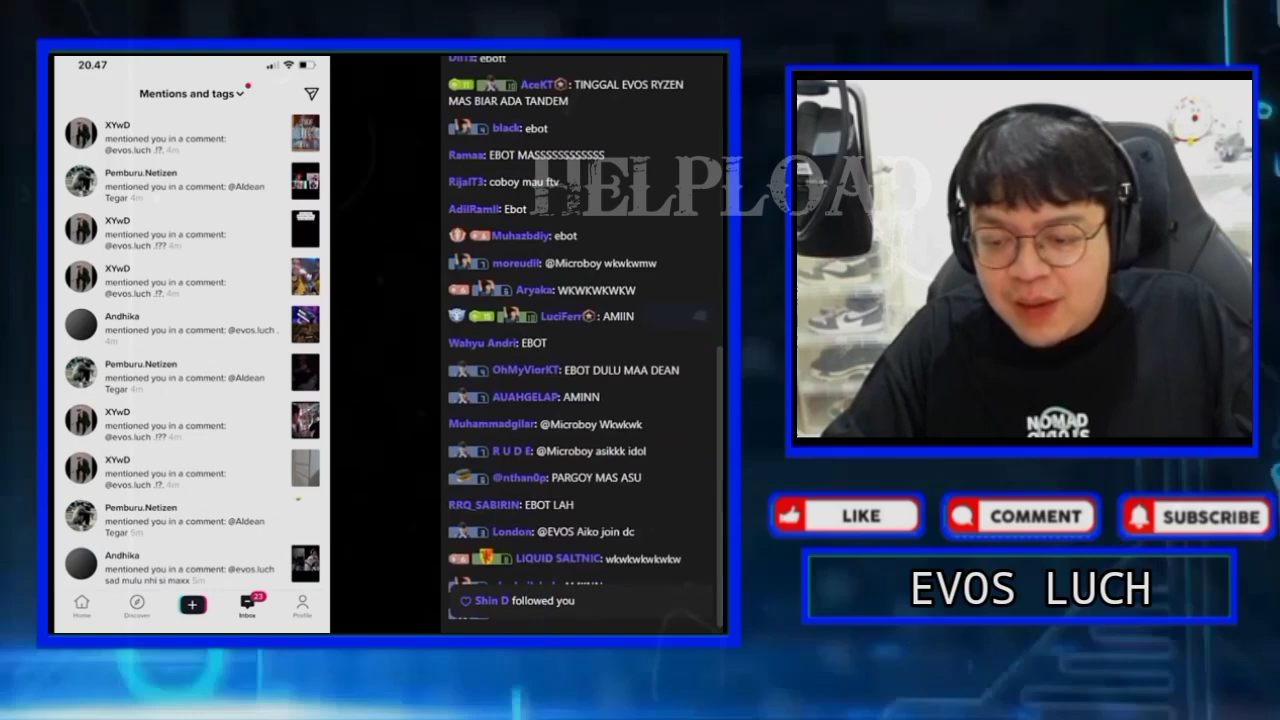 20.47
Mentions and tags
XYwD
mentioned you in a comment:
@evos.luch .!?. 4m
Pemburu.Netizen
mentioned you in a comment: @Aldean
Tegar 4m
XYwD
mentioned you in a comment:
@evos.luch .!?? 4m
XYwD
mentioned you in a comment:
@evos.luch .!?. 4m
Andhika
mentioned you in a comment: @evos.luch .
4m
Pemburu.Netizen
mentioned you in a comment: @Aldean
Tegar 4m
XYwD
mentioned you in a comment:
@evos.luch .!?? 4m
XYwD
mentioned you in a comment:
@evos.luch .!?. 4m
Pemburu.Netizen
mentioned you in a comment: @Aldean
Tegar 5m
Andhika
mentioned you in a comment: @evos.luch
sad mulu nhi si maxx 5m
23
Home
Discover
Inbox
Profile
ebott
AceKT: TINGGAL EVOS RYZEN
MAS BIAR ADA TANDEM
black: ebot
Ramaa: EBOT MASSSSSSSSSSSS
RijalT3: coboy mau ftv
AdilRamli: Ebot
Muhazbdiy: ebot
moreudil: @Microboy wkwkwmw
Aryaka: WKWKWKWKW
LuciFerr: AMIIN
Wahyu Andri: EBOT
OhMyViorKT: EBOT DULU MAA DEAN
AUAHGELAP: AMINN
Muhammadgilar: @Microboy Wkwkwk
R U D E: @Microboy asikkk idol
@nthan0p: PARGOY MAS ASU
RRQ_SABIRIN: EBOT LAH
London: @EVOS Aiko join dc
LIQUID SALTNIC: wkwkwkwkwkw
Shin D followed you
HELPLOAD
NOMAD
LIKE
COMMENT
SUBSCRIBE
EVOS LUCH